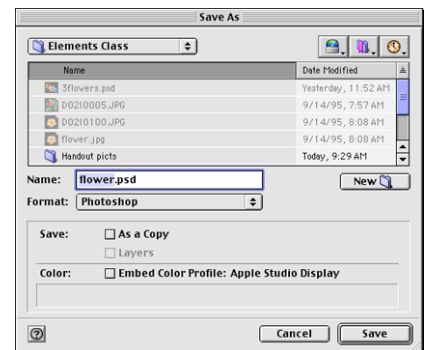 Save As
Elements Class
Name Date Modified
3flowers.psd Yesterday, 11:52 AM
D0210005.JPG 9/14/95, 7:57 AM
D0210100.JPG 9/14/95, 8:08 AM
flower.jpg 9/14/95, 8:08 AM
Handout picts Today, 9:29 AM
Name: flower.psd New
Format: Photoshop
Save: As a Copy
Layers
Color: Embed Color Profile: Apple Studio Display
? Cancel Save